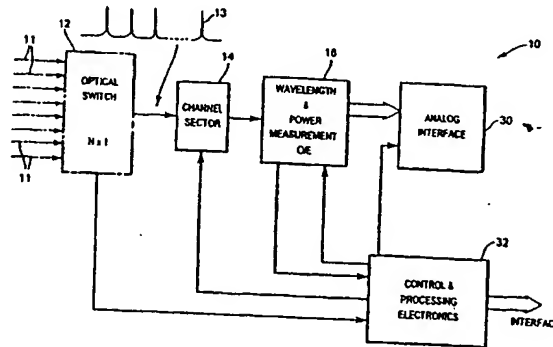 13
12
11
OPTICAL
SWITCH
N x 1
11
14
CHANNEL
SECTOR
16
WAVELENGTH
&
POWER
MEASUREMENT
O/E
10
ANALOG
INTERFACE
30
32
CONTROL &
PROCESSING
ELECTRONICS
INTERFACE